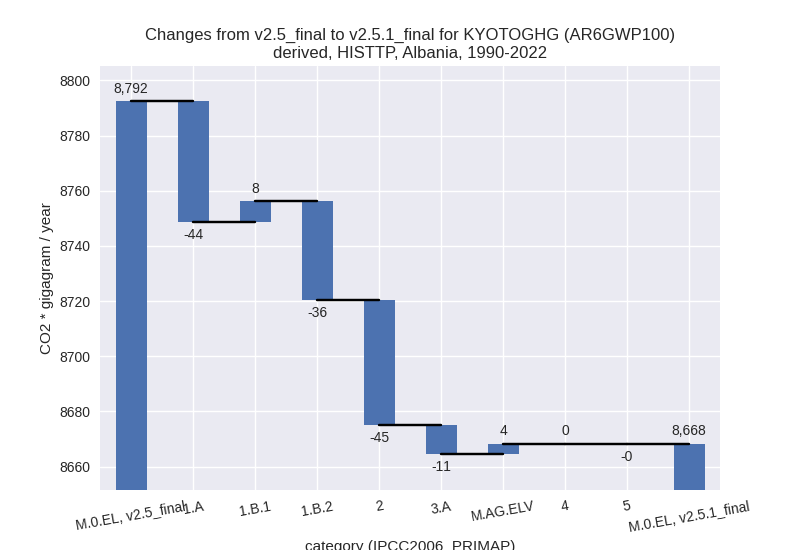 Changes from v2.5_final to v2.5.1_final for KYOTOGHG (AR6GWP100)
derived, HISTTP, Albania, 1990-2022
CO2 * gigagram / year
8800
8780
8760
8740
8720
8700
8680
8660
8,792
-44
8
-36
-45
-11
4
0
-0
8,668
M.0.EL, v2.5_final
1.A
1.B.1
1.B.2
2
3.A
M.AG.ELV
4
5
M.0.EL, v2.5.1_final
category (IPCC2006_PRIMAP)